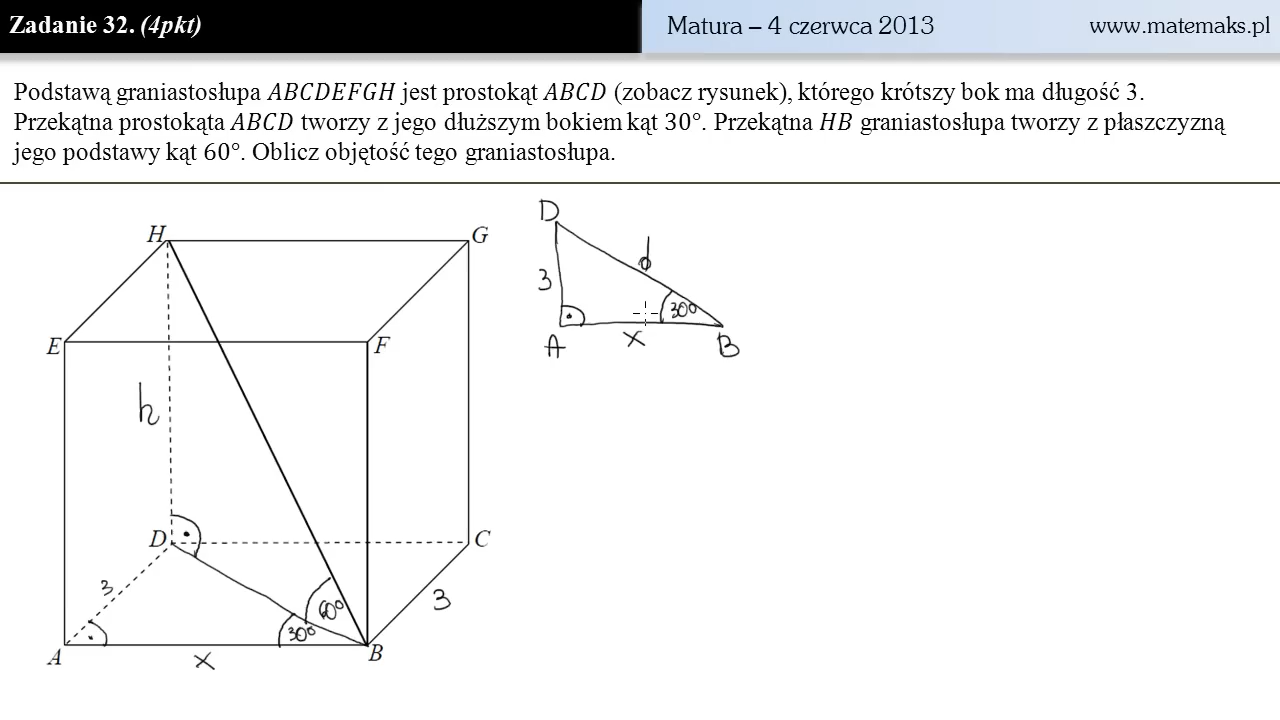 Zadanie 32. (4pkt)
Matura – 4 czerwca 2013
www.matemaks.pl
Podstawą graniastosłupa ABCDEFGH jest prostokąt ABCD (zobacz rysunek), którego krótszy bok ma długość 3.
Przekątna prostokąta ABCD tworzy z jego dłuższym bokiem kąt 30°. Przekątna HB graniastosłupa tworzy z płaszczyzną
jego podstawy kąt 60°. Oblicz objętość tego graniastosłupa.
H
G
E
F
h
D
C
3
60°
30°
3
A
x
B
D
d
3
30°
A
x
B